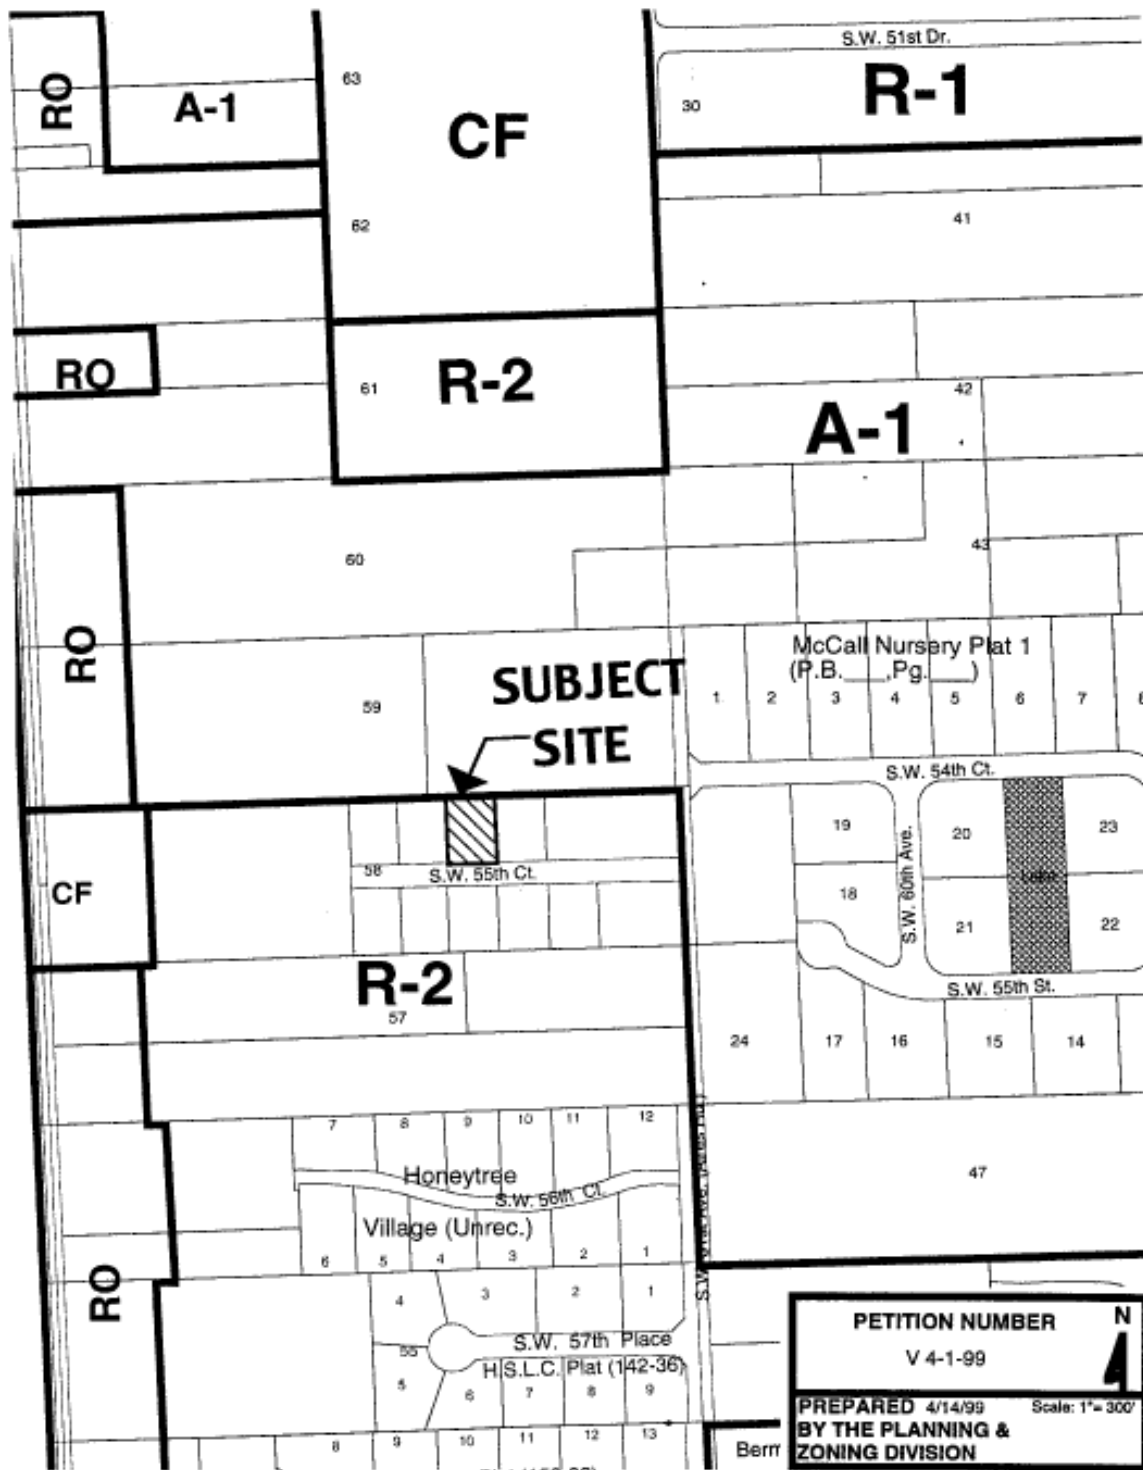 S.W. 51st Dr.
RO
A-1
63
CF
30
R-1
62
41
RO
61
R-2
42
A-1
60
43
RO
59
SUBJECT
SITE
McCall Nursery Plat 1
(P.B.___,Pg.___)
1 2 3 4 5 6 7
S.W. 54th Ct.
19
20
23
S.W. 60th Ave.
CF
58
S.W. 55th Ct.
18
21
22
R-2
57
S.W. 55th St.
24
17
16
15
14
7 8 9 10 11 12
Honeytree
S.W. 56th Ct.
Village (Unrec.)
6 5 4 3 2 1
47
RO
4 3 2 1
S.W. 57th Place
55
H.S.L.C. Plat (142-36)
5 6 7 8 9
8 9 10 11 12 13
PETITION NUMBER
N
V 4-1-99
PREPARED 4/14/99 Scale: 1"= 300'
BY THE PLANNING &
ZONING DIVISION